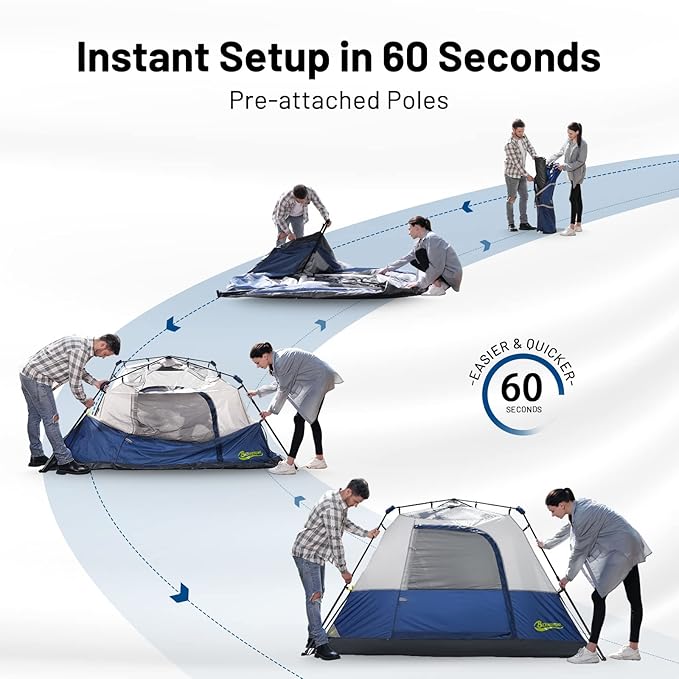 Instant Setup in 60 Seconds
Pre-attached Poles
-EASIER & QUICKER-
60
SECONDS